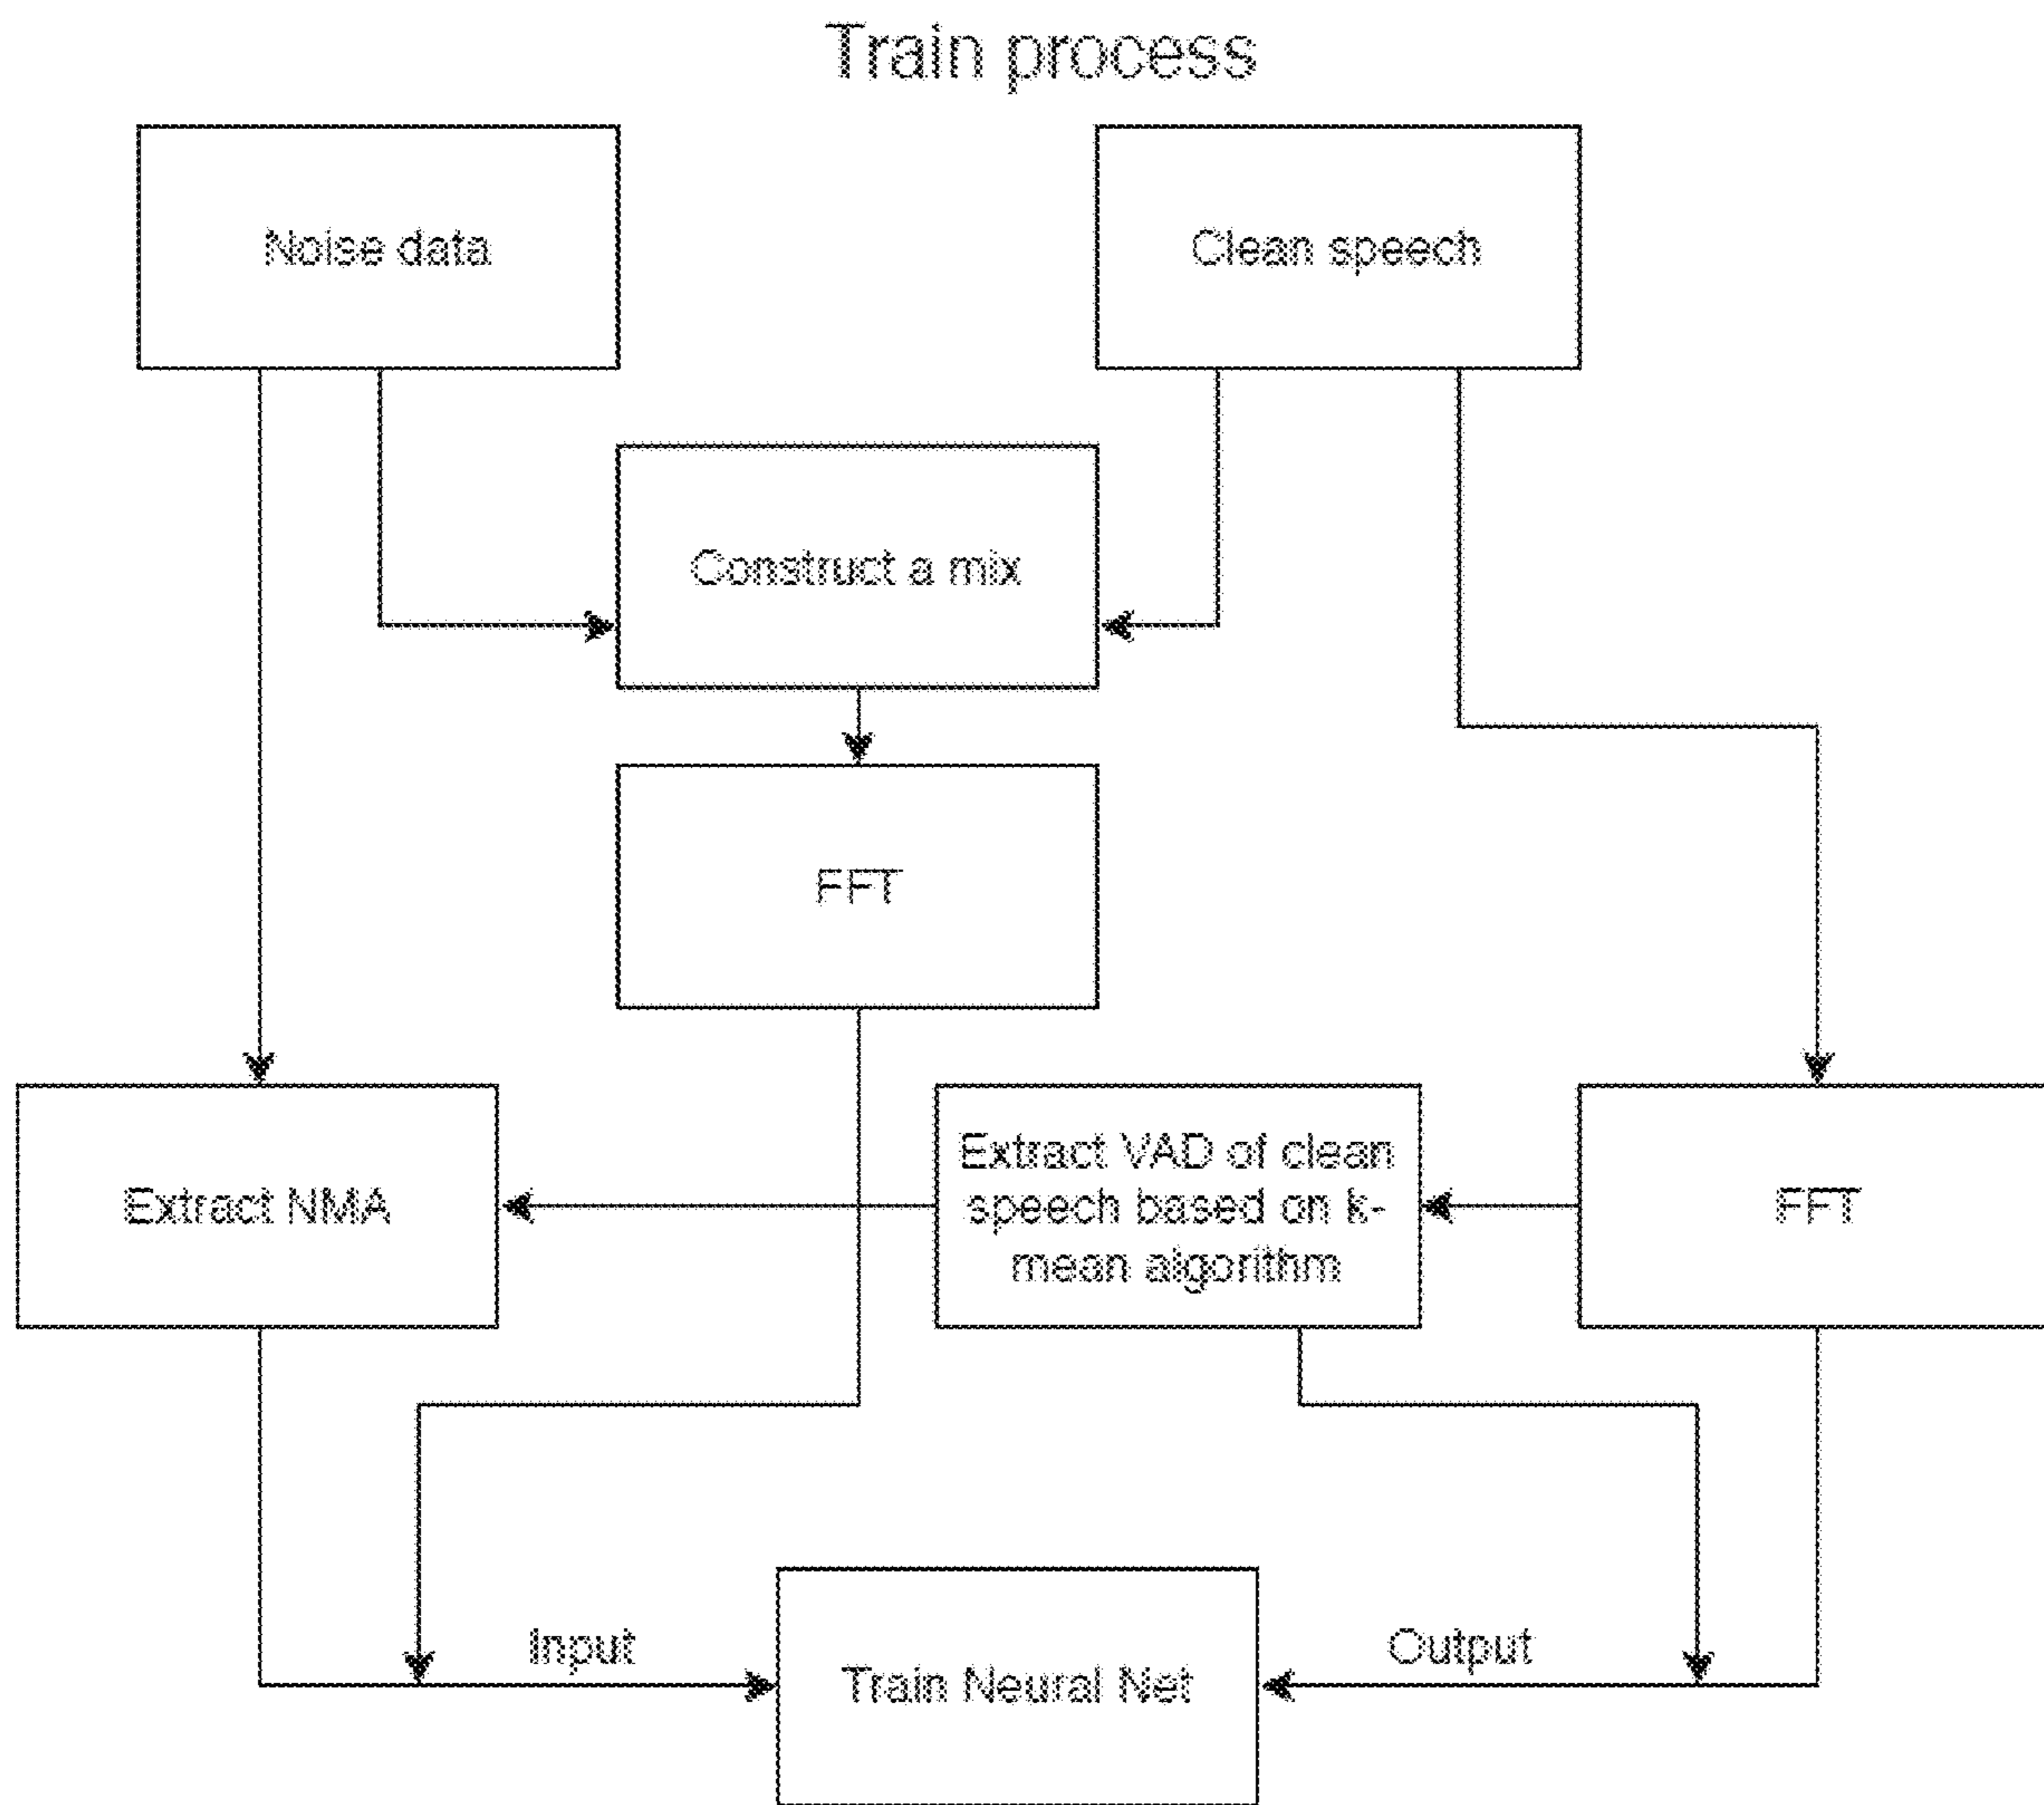 Train process
Noise data
Clean speech
Construct a mix
FFT
Extract NMA
Extract VAD of clean
speech based on k-
mean algorithm
FFT
Input
Train Neural Net
Output